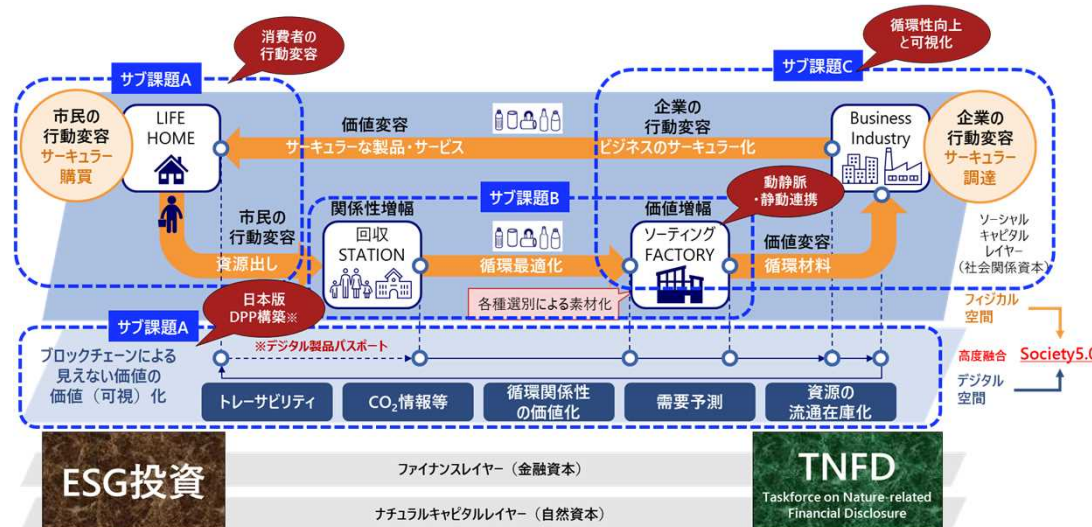 消費者の
行動変容
循環性向上
と可視化
サブ課題A
サブ課題C
市民の
行動変容
サーキュラー
購買
LIFE
HOME
価値変容
サーキュラーな製品・サービス
企業の
行動変容
ビジネスのサーキュラー化
Business
Industry
企業の
行動変容
サーキュラー
調達
市民の
行動変容
資源出し
関係性増幅
回収
STATION
サブ課題B
循環最適化
価値増幅
ソーティング
FACTORY
動静脈
・静動連携
価値変容
循環材料
各種選別による素材化
ソーシャル
キャピタル
レイヤー
（社会関係資本）
フィジカル
空間
高度融合
Society5.0
デジタル
空間
サブ課題A
日本版
DPP構築※
※デジタル製品パスポート
ブロックチェーンによる
見えない価値の
価値（可視）化
トレーサビリティ
CO₂情報等
循環関係性
の価値化
需要予測
資源の
流通在庫化
ESG投資
ファイナンスレイヤー（金融資本）
ナチュラルキャピタルレイヤー（自然資本）
TNFD
Taskforce on Nature-related
Financial Disclosure